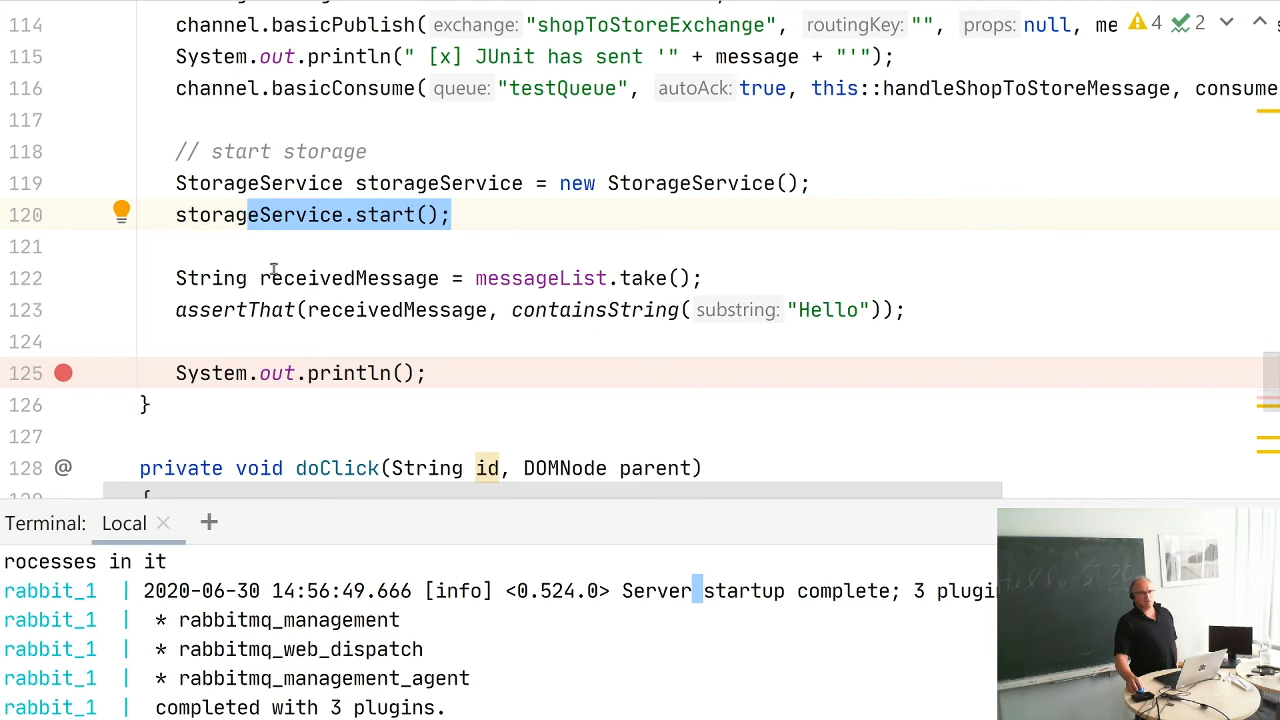 114 channel.basicPublish( exchange: "shopToStoreExchange", routingKey: "", props: null, me 4 2
115 System.out.println(" [x] JUnit has sent '" + message + "'");
116 channel.basicConsume( queue: "testQueue", autoAck: true, this::handleShopToStoreMessage, consume
117
118 // start storage
119 StorageService storageService = new StorageService();
120 storageService.start();
121
122 String receivedMessage = messageList.take();
123 assertThat(receivedMessage, containsString( substring: "Hello"));
124
125 System.out.println();
126 }
127
128 @ private void doClick(String id, DOMNode parent)
{
Terminal: Local × +
rocesses in it
rabbit_1 | 2020-06-30 14:56:49.666 [info] <0.524.0> Server startup complete; 3 plugi
rabbit_1 | * rabbitmq_management
rabbit_1 | * rabbitmq_web_dispatch
rabbit_1 | * rabbitmq_management_agent
rabbit_1 | completed with 3 plugins.